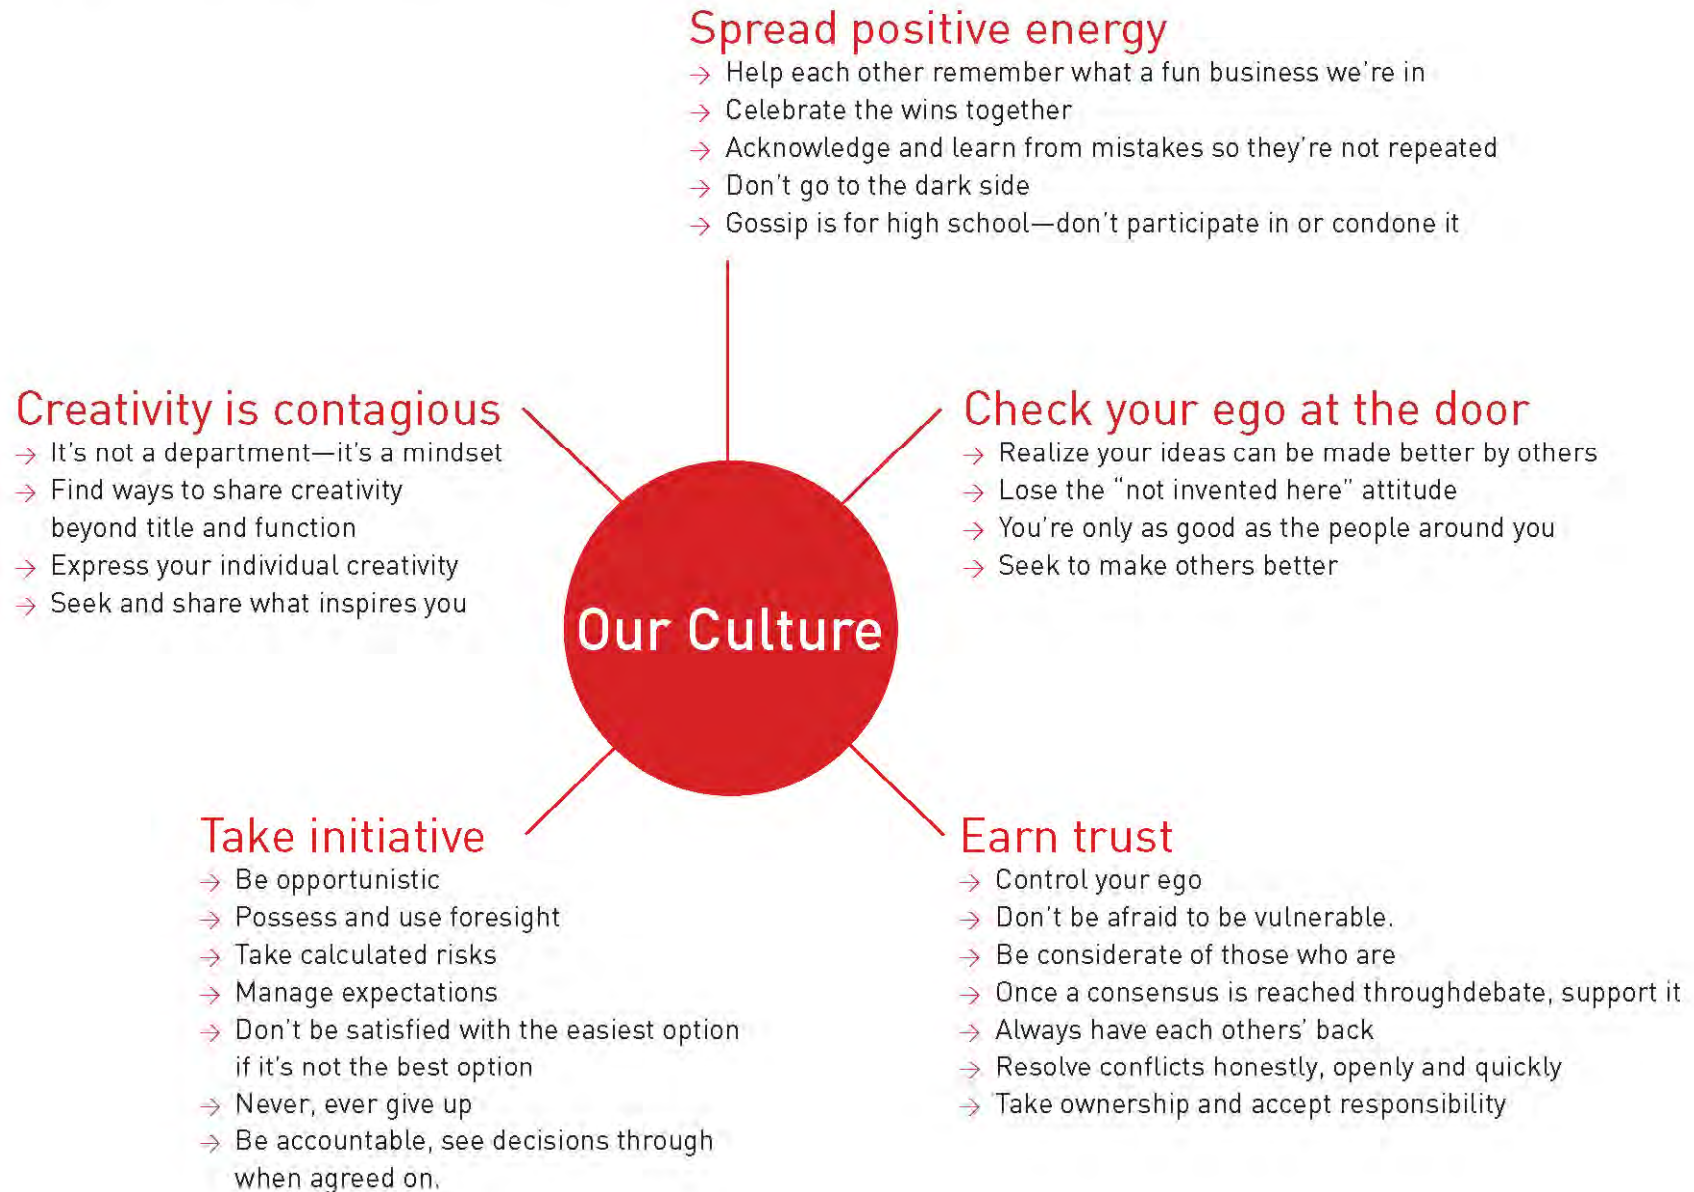 Spread positive energy
→ Help each other remember what a fun business we're in
→ Celebrate the wins together
→ Acknowledge and learn from mistakes so they're not repeated
→ Don't go to the dark side
→ Gossip is for high school—don't participate in or condone it
Creativity is contagious
→ It's not a department—it's a mindset
→ Find ways to share creativity
beyond title and function
→ Express your individual creativity
→ Seek and share what inspires you
Check your ego at the door
→ Realize your ideas can be made better by others
→ Lose the “not invented here” attitude
→ You're only as good as the people around you
→ Seek to make others better
Our Culture
Take initiative
→ Be opportunistic
→ Possess and use foresight
→ Take calculated risks
→ Manage expectations
→ Don't be satisfied with the easiest option
if it's not the best option
→ Never, ever give up
→ Be accountable, see decisions through
when agreed on.
Earn trust
→ Control your ego
→ Don't be afraid to be vulnerable.
→ Be considerate of those who are
→ Once a consensus is reached throughdebate, support it
→ Always have each others' back
→ Resolve conflicts honestly, openly and quickly
→ Take ownership and accept responsibility